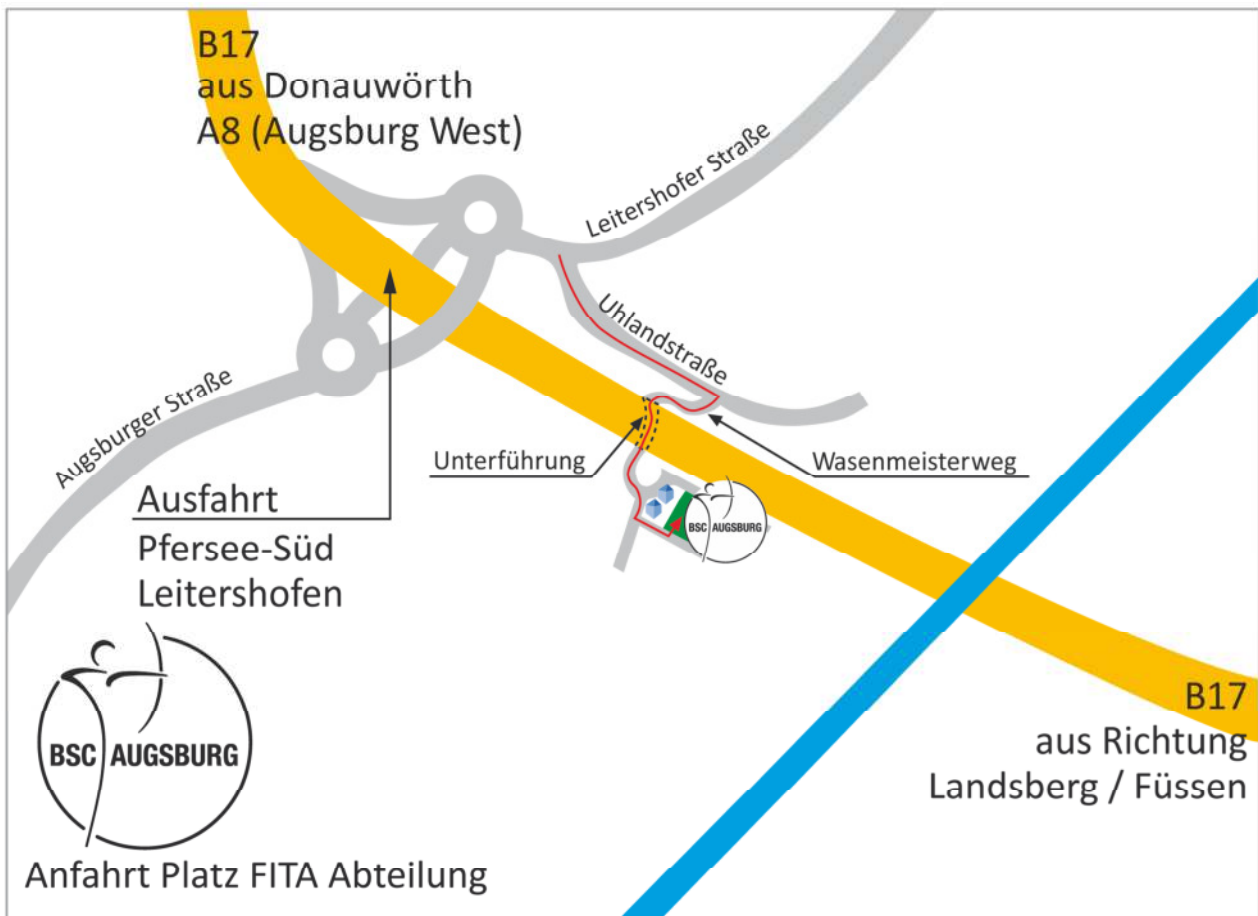 B17
aus Donauwörth
A8 (Augsburg West)
Leitershofer Straße
Uhlandstraße
Augsburger Straße
Unterführung
Wasenmeisterweg
Ausfahrt
Pfersee-Süd
Leitershofen
BSC AUGSBURG
B17
aus Richtung
Landsberg / Füssen
BSC AUGSBURG
Anfahrt Platz FITA Abteilung